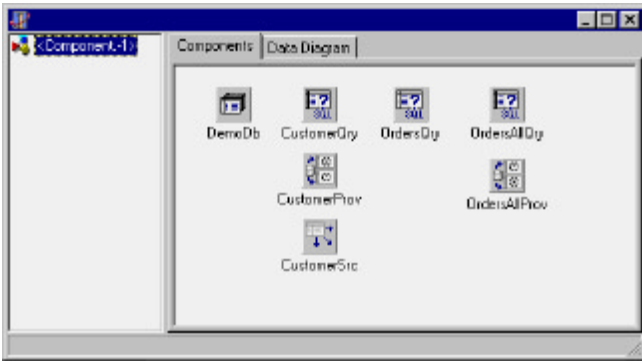 <Component-1>
Components
Data Diagram
DemoDb
CustomerQry
OrdersQry
OrdersAllQry
CustomerProv
OrdersAllProv
CustomerSrc